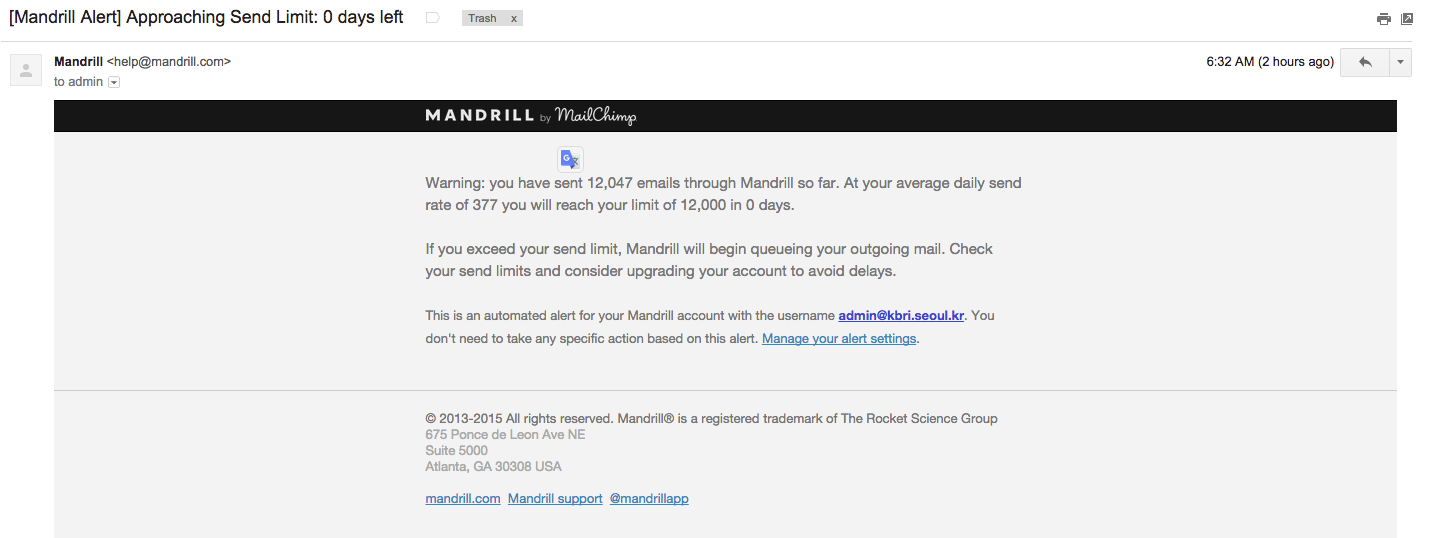 [Mandrill Alert] Approaching Send Limit: 0 days left
Trash x
Mandrill <help@mandrill.com>
6:32 AM (2 hours ago)
to admin
MANDRILL by MailChimp
Warning: you have sent 12,047 emails through Mandrill so far. At your average daily send
rate of 377 you will reach your limit of 12,000 in 0 days.
If you exceed your send limit, Mandrill will begin queueing your outgoing mail. Check
your send limits and consider upgrading your account to avoid delays.
This is an automated alert for your Mandrill account with the username admin@kbri.seoul.kr. You
don't need to take any specific action based on this alert. Manage your alert settings.
© 2013-2015 All rights reserved. Mandrill® is a registered trademark of The Rocket Science Group
675 Ponce de Leon Ave NE
Suite 5000
Atlanta, GA 30308 USA
mandrill.com Mandrill support @mandrillapp